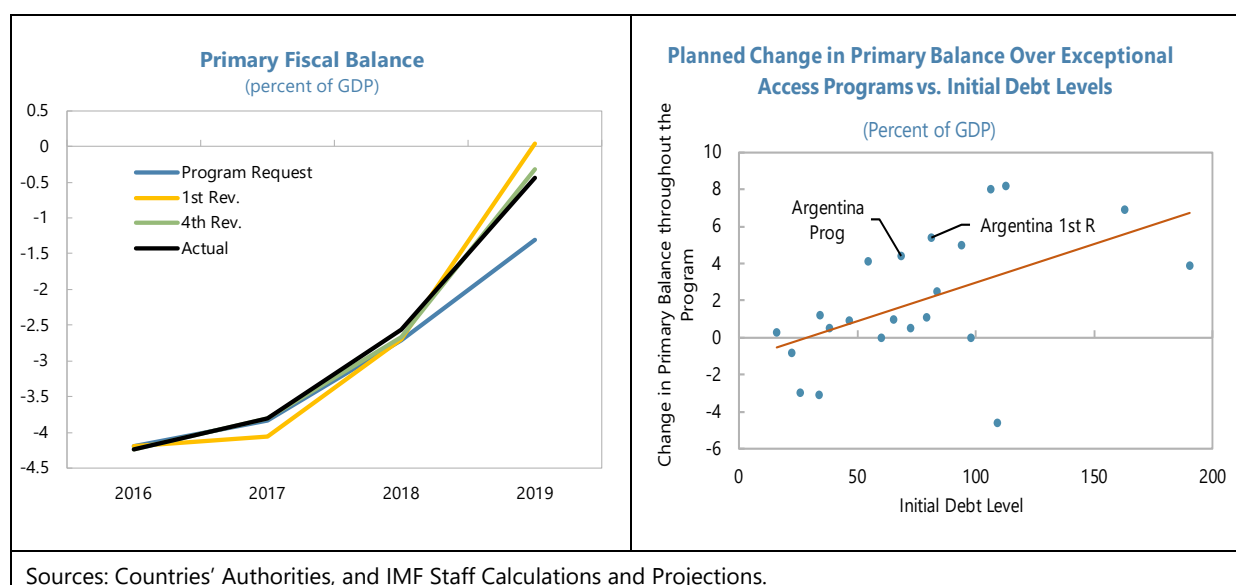 Primary Fiscal Balance
(percent of GDP)
0.5
0
-0.5
-1
-1.5
-2
-2.5
-3
-3.5
-4
-4.5
Program Request
1st Rev.
4th Rev.
Actual
2016 2017 2018 2019
Planned Change in Primary Balance Over Exceptional
Access Programs vs. Initial Debt Levels
(Percent of GDP)
Change in Primary Balance throughout the
Program
10
8
6
4
2
0
-2
-4
-6
Argentina
Prog
Argentina 1st R
0 50 100 150 200
Initial Debt Level
Sources: Countries’ Authorities, and IMF Staff Calculations and Projections.